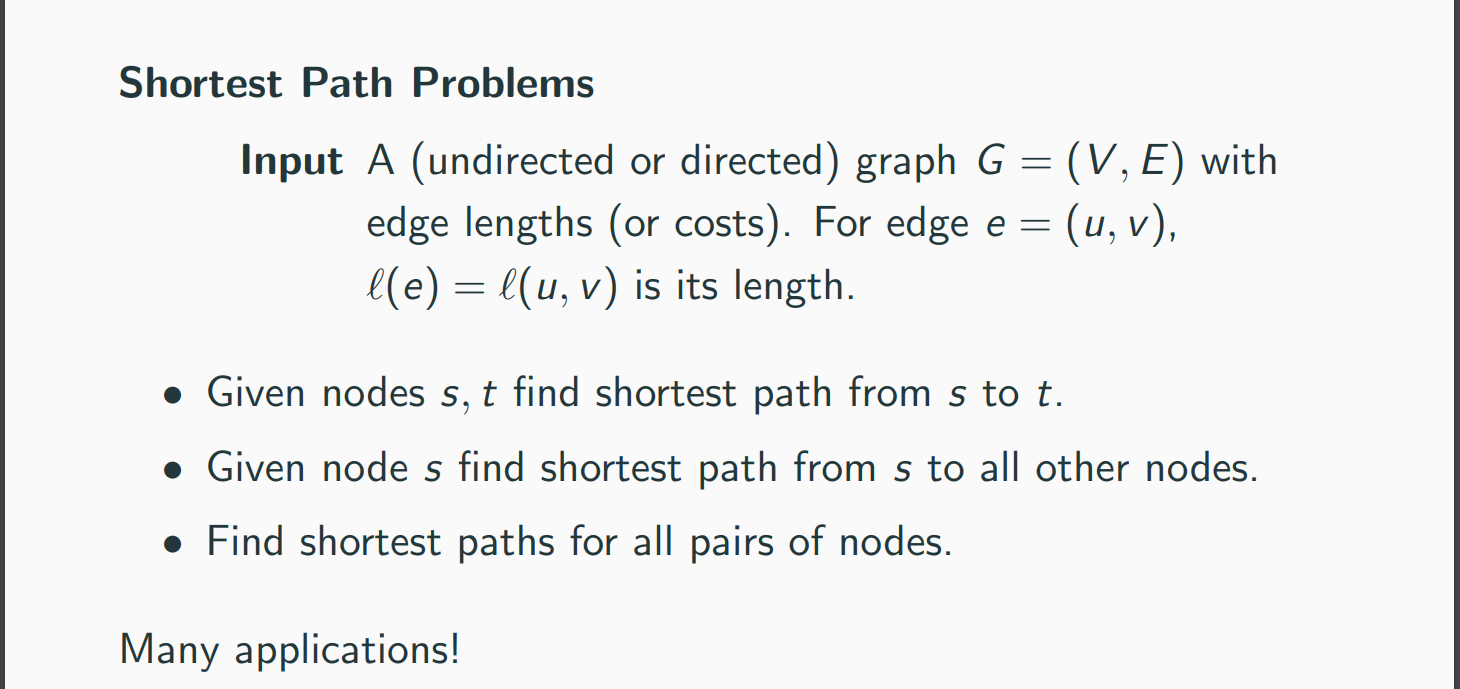 Shortest Path Problems
Input A (undirected or directed) graph G = (V, E) with
edge lengths (or costs). For edge e = (u, v),
ℓ(e) = ℓ(u, v) is its length.
• Given nodes s, t find shortest path from s to t.
• Given node s find shortest path from s to all other nodes.
• Find shortest paths for all pairs of nodes.
Many applications!